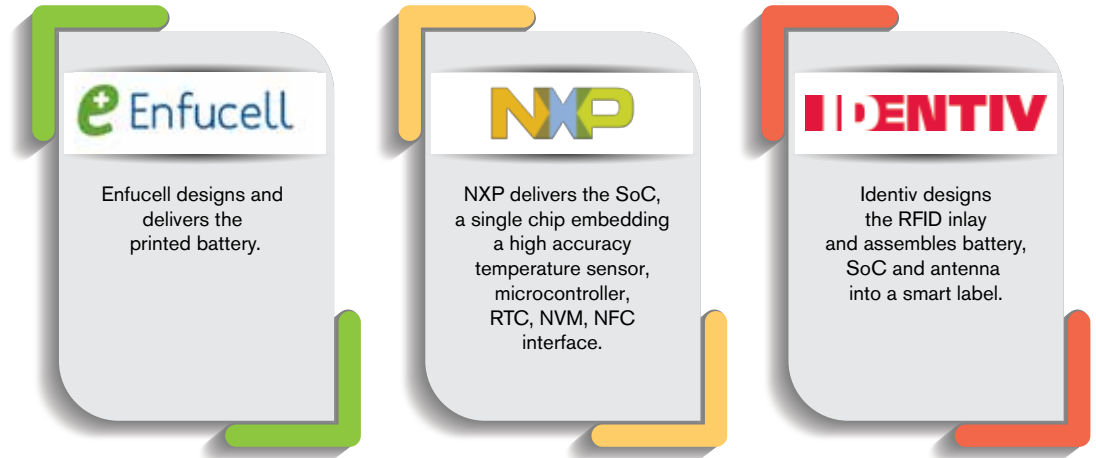 Enfucell
Enfucell designs and
delivers the
printed battery.
NXP
NXP delivers the SoC,
a single chip embedding
a high accuracy
temperature sensor,
microcontroller,
RTC, NVM, NFC
interface.
IDENTIV
Identiv designs
the RFID inlay
and assembles battery,
SoC and antenna
into a smart label.